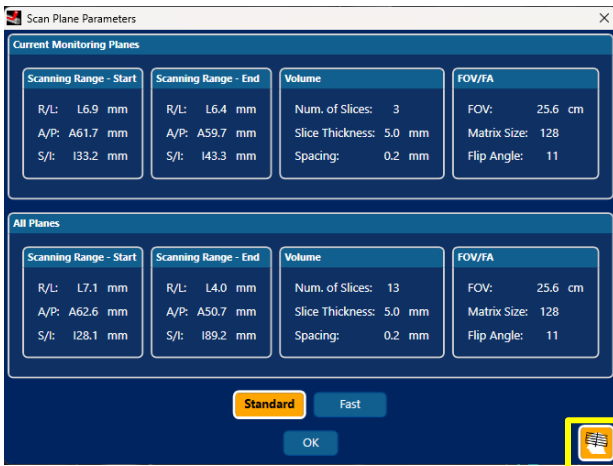 Scan Plane Parameters
Current Monitoring Planes
Scanning Range - Start
R/L: L6.9 mm
A/P: A61.7 mm
S/I: I33.2 mm
Scanning Range - End
R/L: L6.4 mm
A/P: A59.7 mm
S/I: I43.3 mm
Volume
Num. of Slices: 3
Slice Thickness: 5.0 mm
Spacing: 0.2 mm
FOV/FA
FOV: 25.6 cm
Matrix Size: 128
Flip Angle: 11
All Planes
Scanning Range - Start
R/L: L7.1 mm
A/P: A62.6 mm
S/I: I28.1 mm
Scanning Range - End
R/L: L4.0 mm
A/P: A50.7 mm
S/I: I89.2 mm
Volume
Num. of Slices: 13
Slice Thickness: 5.0 mm
Spacing: 0.2 mm
FOV/FA
FOV: 25.6 cm
Matrix Size: 128
Flip Angle: 11
Standard
Fast
OK